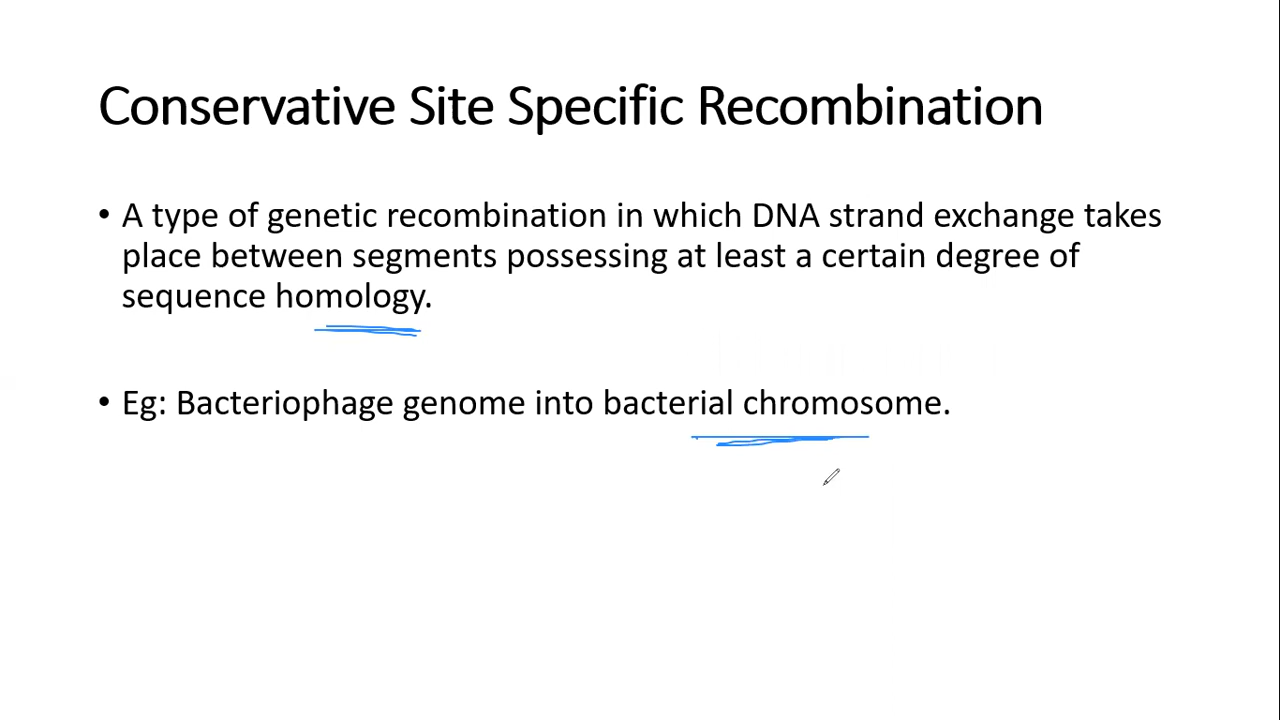 Conservative Site Specific Recombination
• A type of genetic recombination in which DNA strand exchange takes
place between segments possessing at least a certain degree of
sequence homology.
• Eg: Bacteriophage genome into bacterial chromosome.